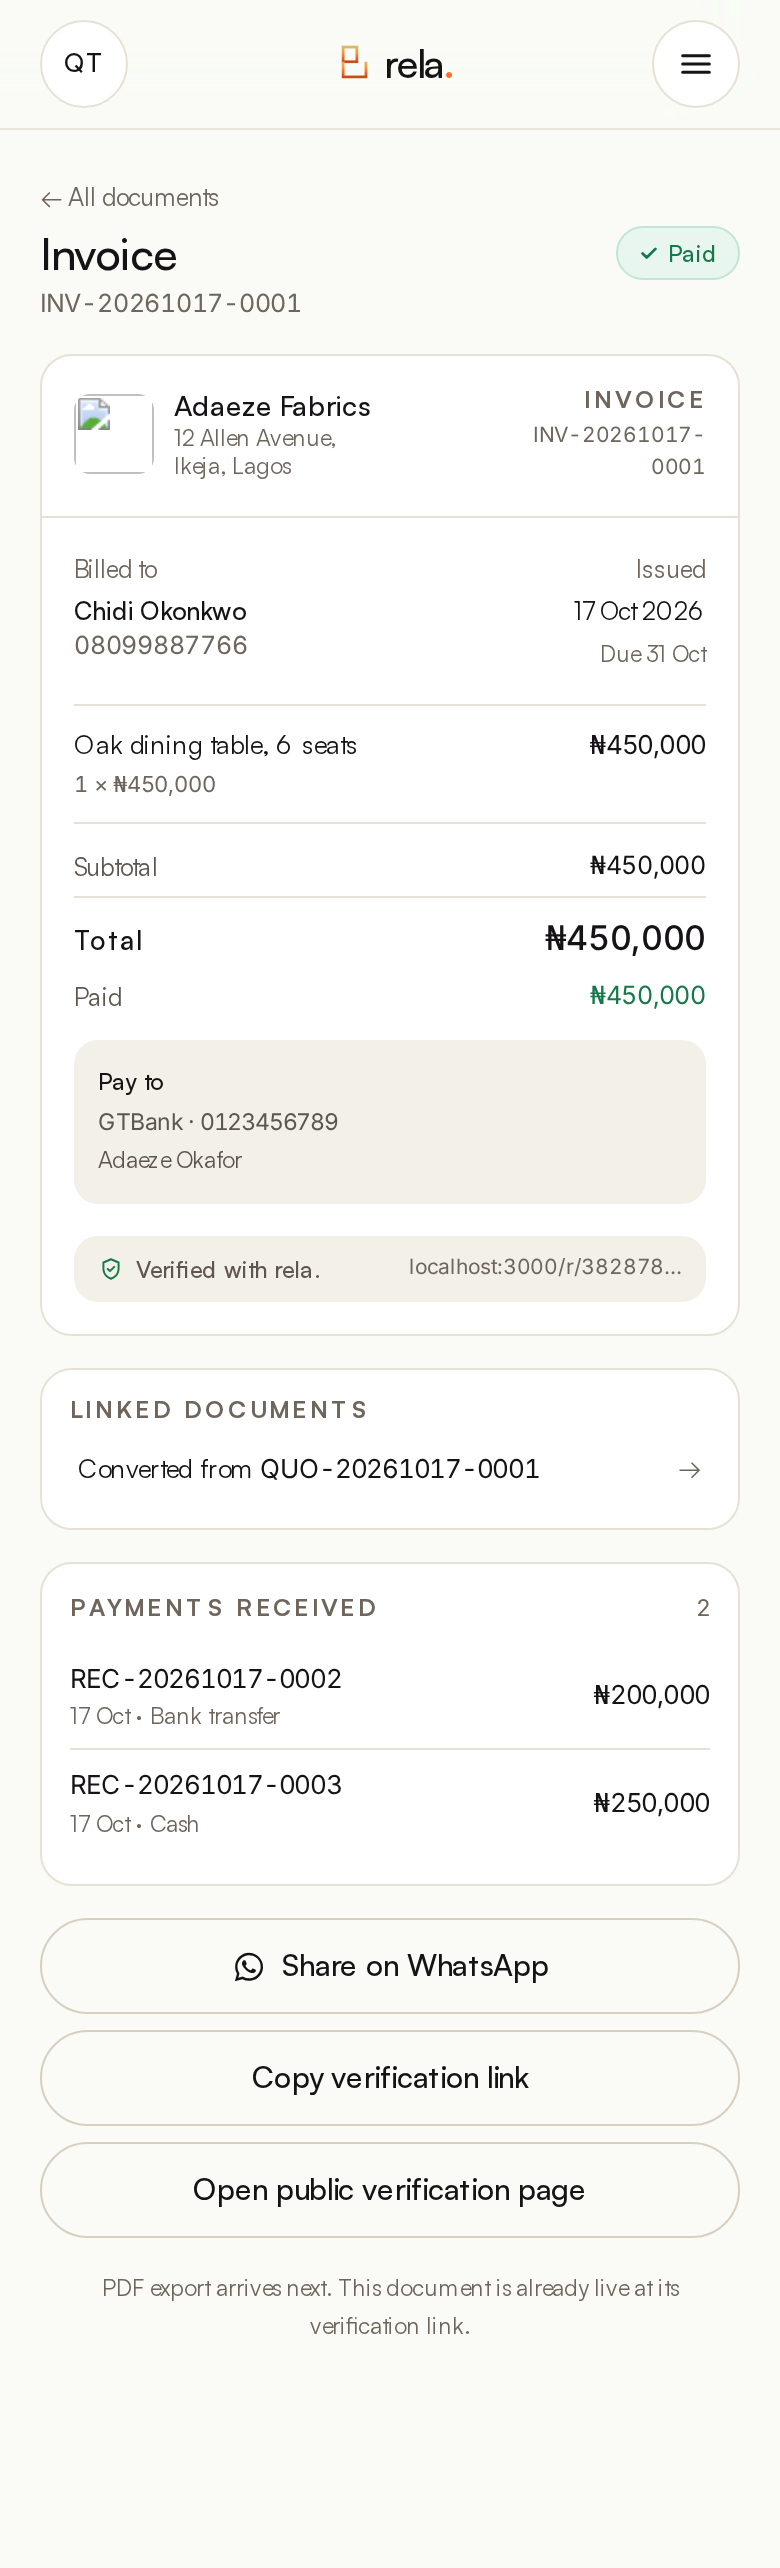 QT
rela.
← All documents
Invoice
Paid
INV-20261017-0001
Adaeze Fabrics
12 Allen Avenue,
Ikeja, Lagos
INVOICE
INV-20261017-
0001
Billed to
Issued
Chidi Okonkwo
17 Oct 2026
08099887766
Due 31 Oct
Oak dining table, 6 seats
₦450,000
1 × ₦450,000
Subtotal
₦450,000
Total
₦450,000
Paid
₦450,000
Pay to
GTBank · 0123456789
Adaeze Okafor
Verified with rela.
localhost:3000/r/382878...
LINKED DOCUMENTS
Converted from QUO-20261017-0001 →
PAYMENTS RECEIVED
2
REC-20261017-0002
₦200,000
17 Oct · Bank transfer
REC-20261017-0003
₦250,000
17 Oct · Cash
Share on WhatsApp
Copy verification link
Open public verification page
PDF export arrives next. This document is already live at its
verification link.